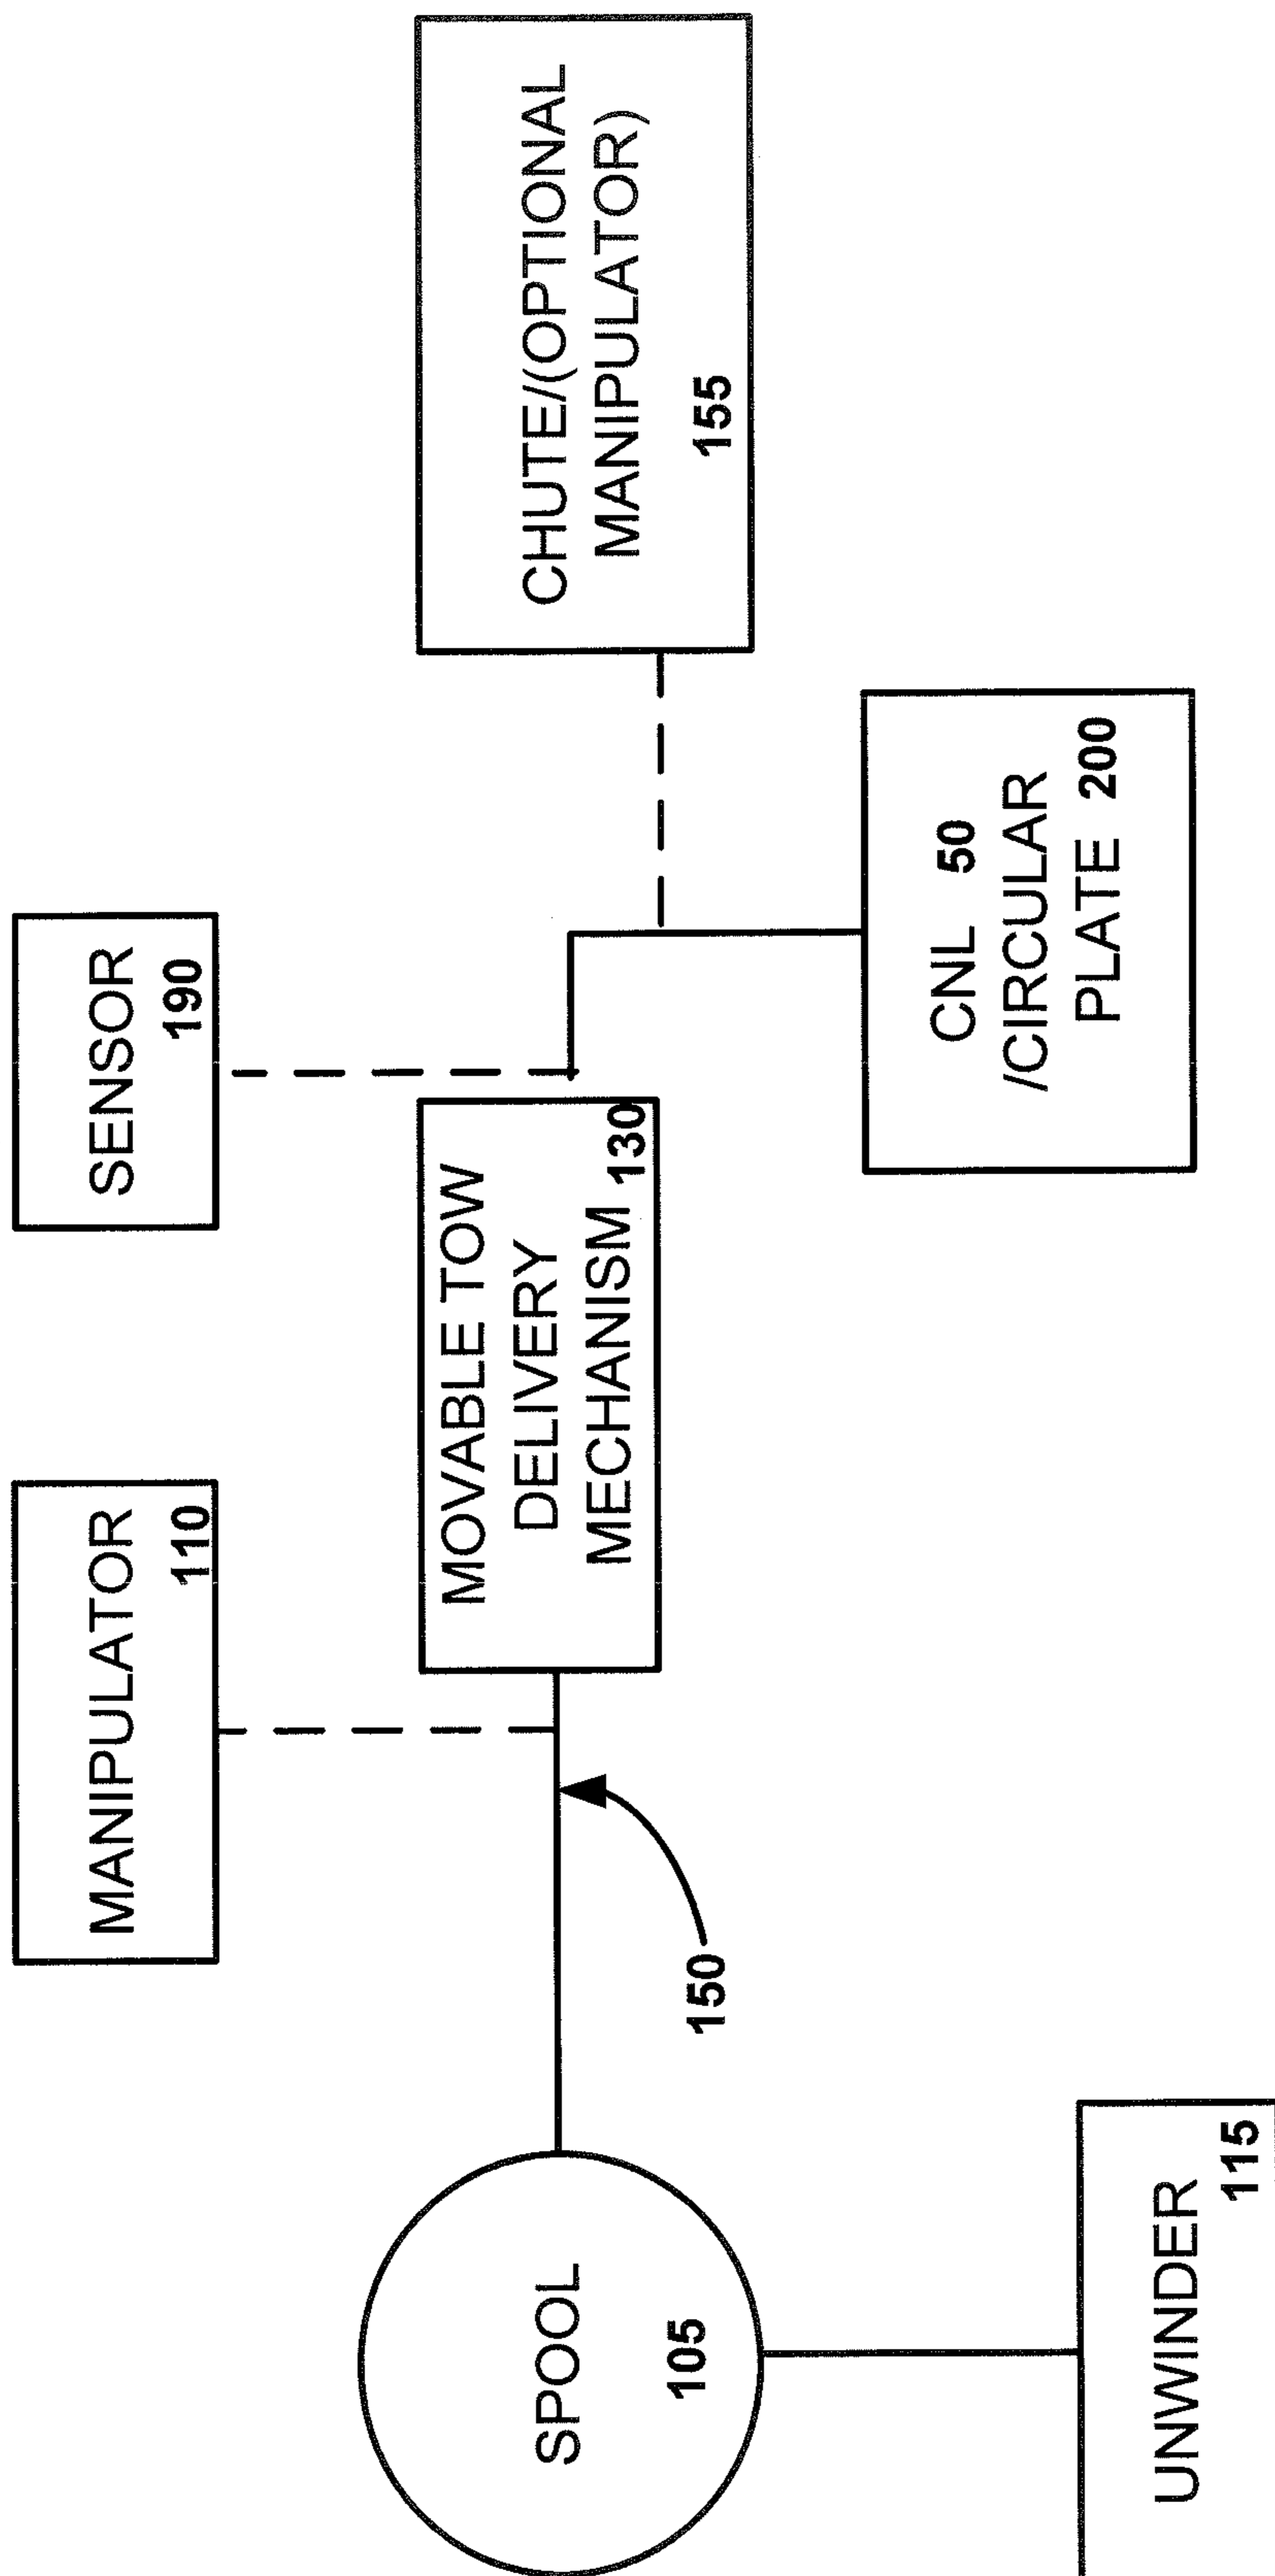 MANIPULATOR
110
SENSOR
190
SPOOL
105
150
MOVABLE TOW
DELIVERY
MECHANISM 130
CHUTE/(OPTIONAL
MANIPULATOR)
155
UNWINDER
115
CNL 50
/CIRCULAR
PLATE 200